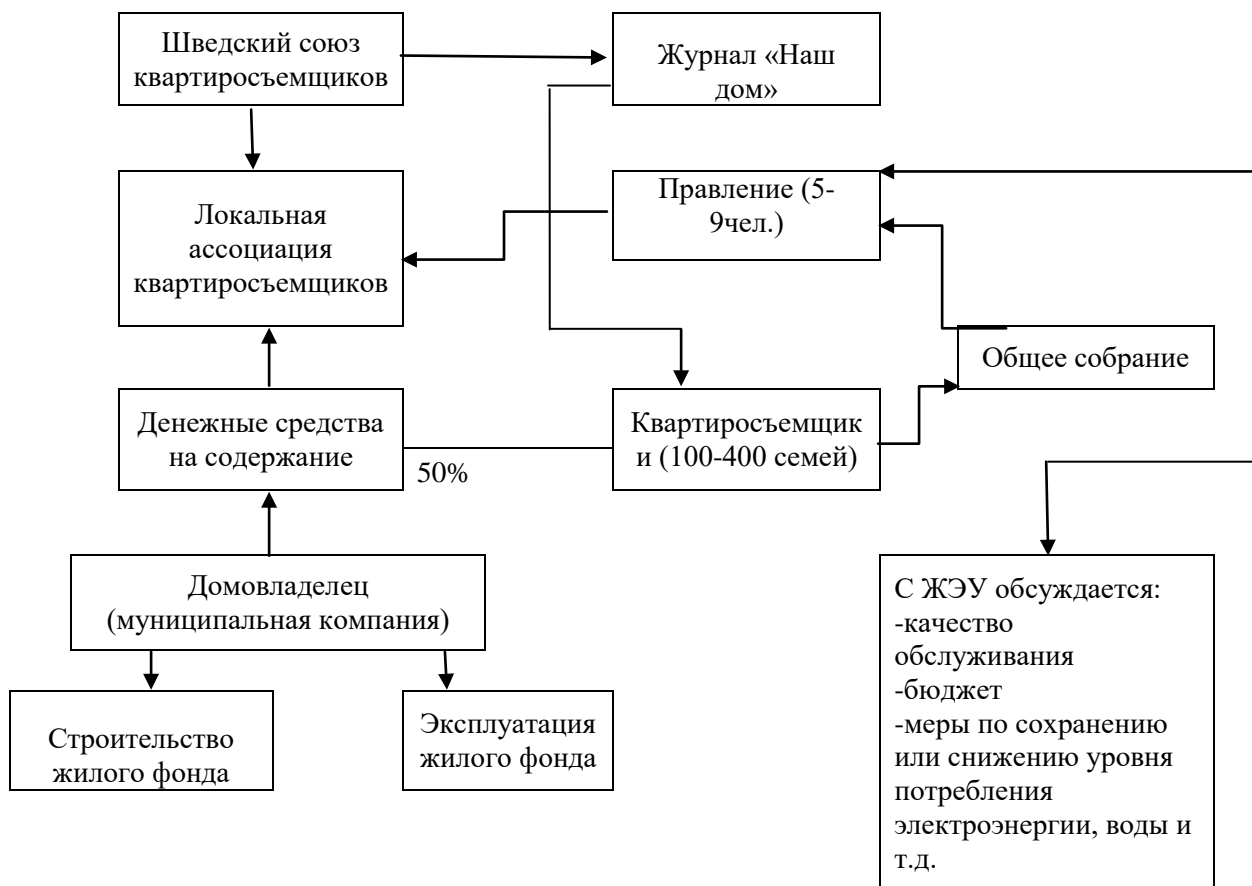 Шведский союз
квартиросъемщиков
Журнал «Наш
дом»
Локальная
ассоциация
квартиросъемщиков
Правление (5-
9чел.)
Общее собрание
Денежные средства
на содержание
50%
Квартиросъемщик
и (100-400 семей)
Домовладелец
(муниципальная компания)
Строительство
жилого фонда
Эксплуатация
жилого фонда
С ЖЭУ обсуждается:
-качество
обслуживания
-бюджет
-меры по сохранению
или снижению уровня
потребления
электроэнергии, воды и
т.д.